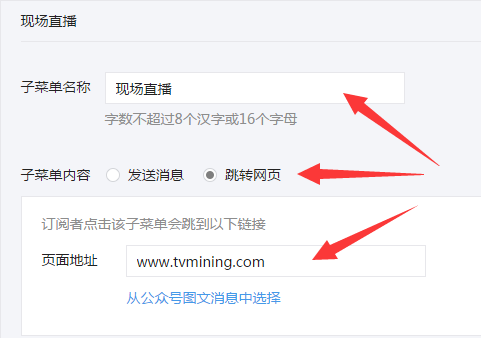 现场直播
子菜单名称
现场直播
字数不超过8个汉字或16个字母
子菜单内容 发送消息 跳转网页
订阅者点击该子菜单会跳到以下链接
页面地址 www.tvmining.com
从公众号图文消息中选择